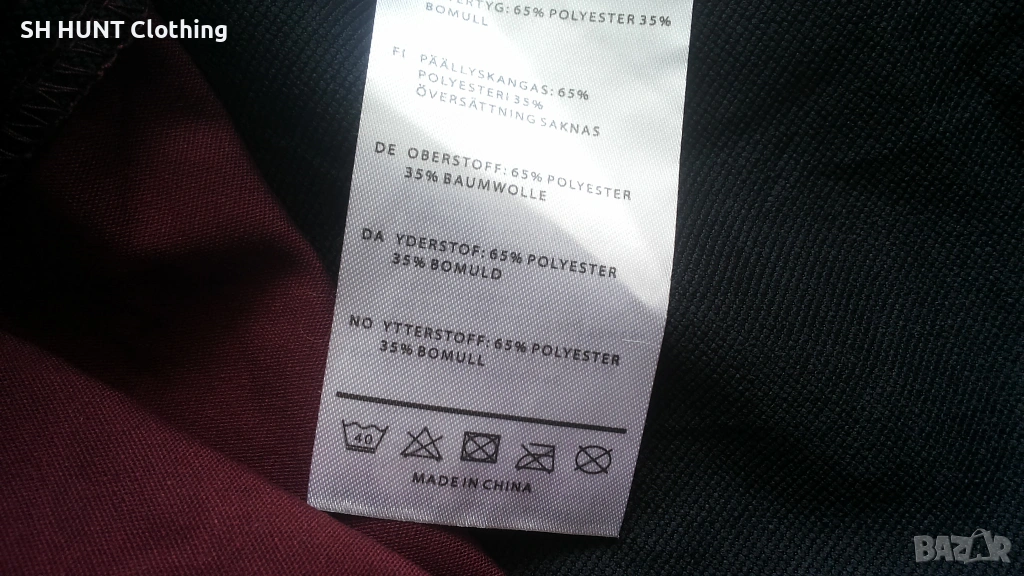 SH HUNT Clothing
65% POLYESTER 35%
BOMULL
FI PÄÄLLYSKANGAS: 65%
POLYESTERI 35%
ÖVERSÄTTNING SAKNAS
DE OBERSTOFF: 65% POLYESTER
35% BAUMWOLLE
DA YDERSTOF: 65% POLYESTER
35% BOMULD
NO YTTERSTOFF: 65% POLYESTER
35% BOMULL
40
MADE IN CHINA
BAZAR